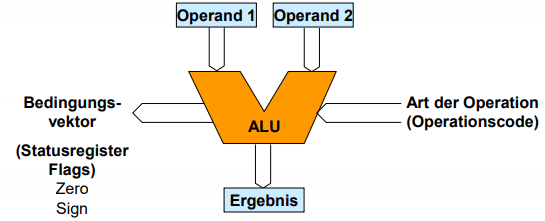 Operand 1
Operand 2
Bedingungs-
vektor
(Statusregister
Flags)
Zero
Sign
ALU
Art der Operation
(Operationscode)
Ergebnis